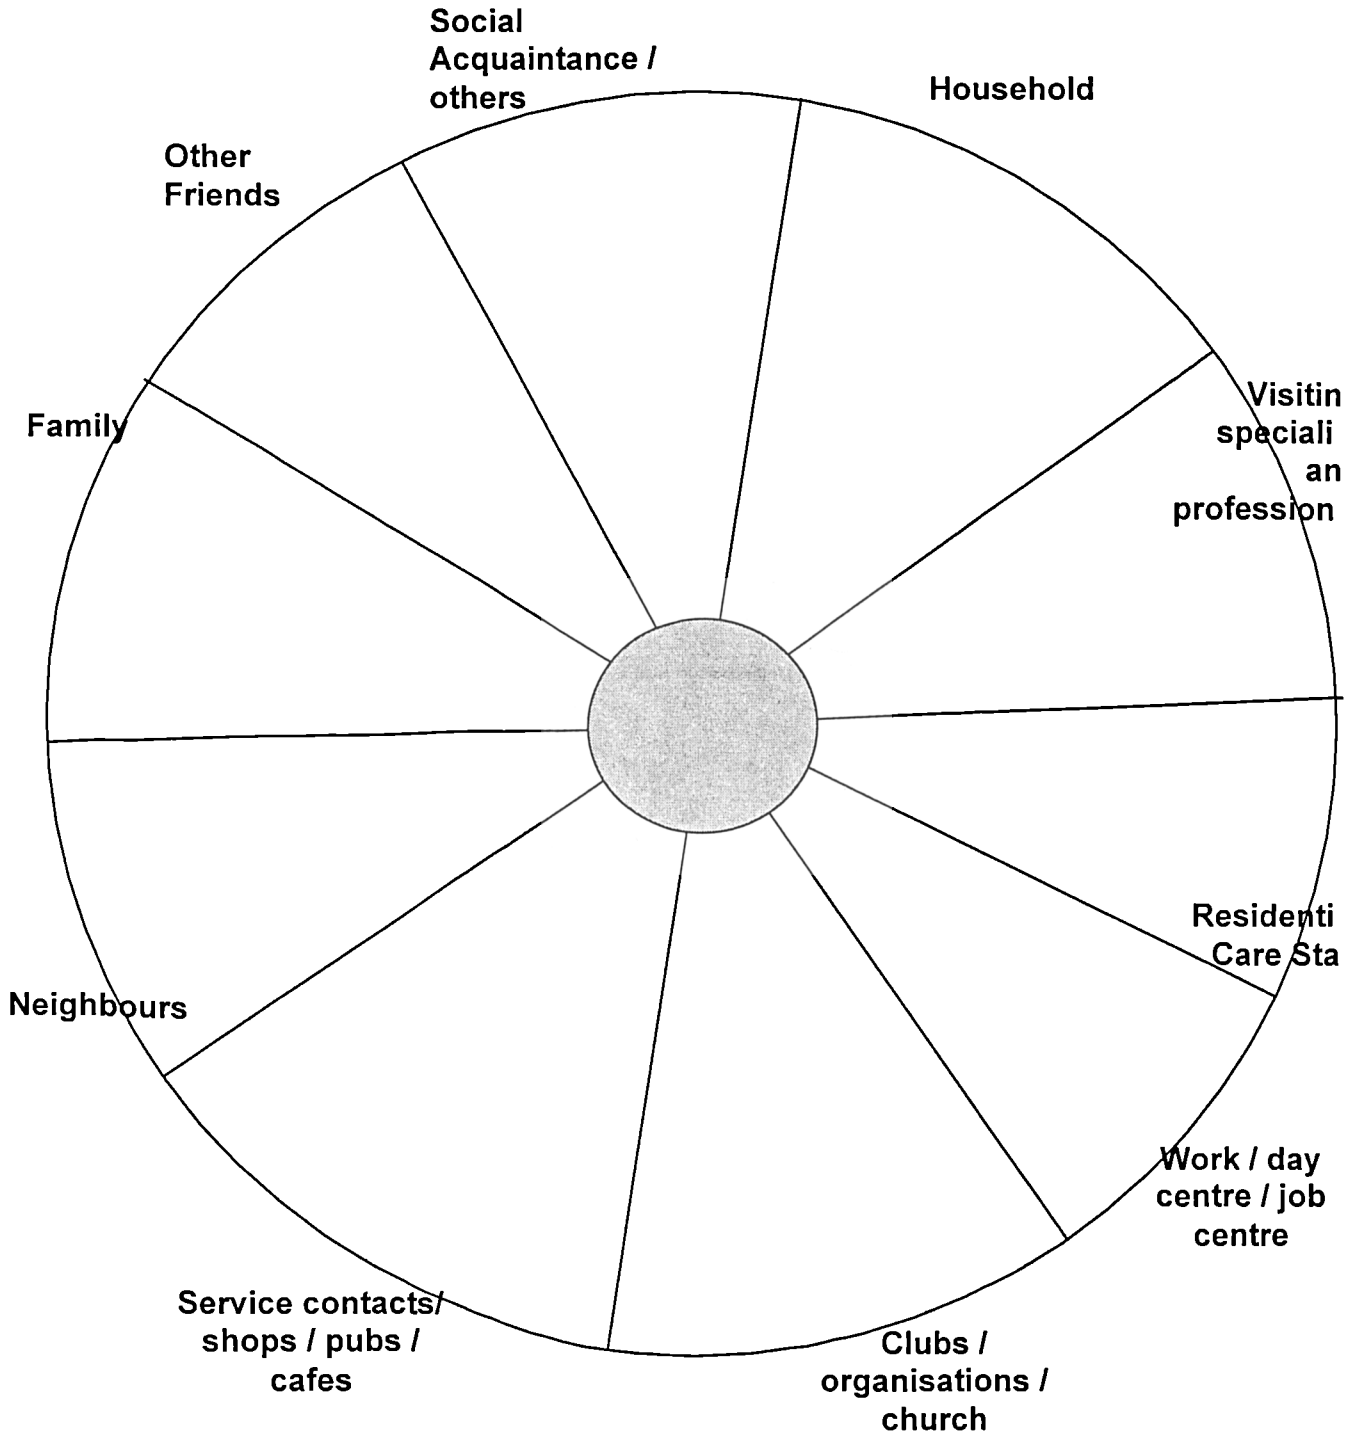 Social
Acquaintance /
others
Household
Other
Friends
Visitin
speciali
an
profession
Family
Residenti
Care Sta
Neighbours
Work / day
centre / job
centre
Service contacts/
shops / pubs /
cafes
Clubs /
organisations /
church